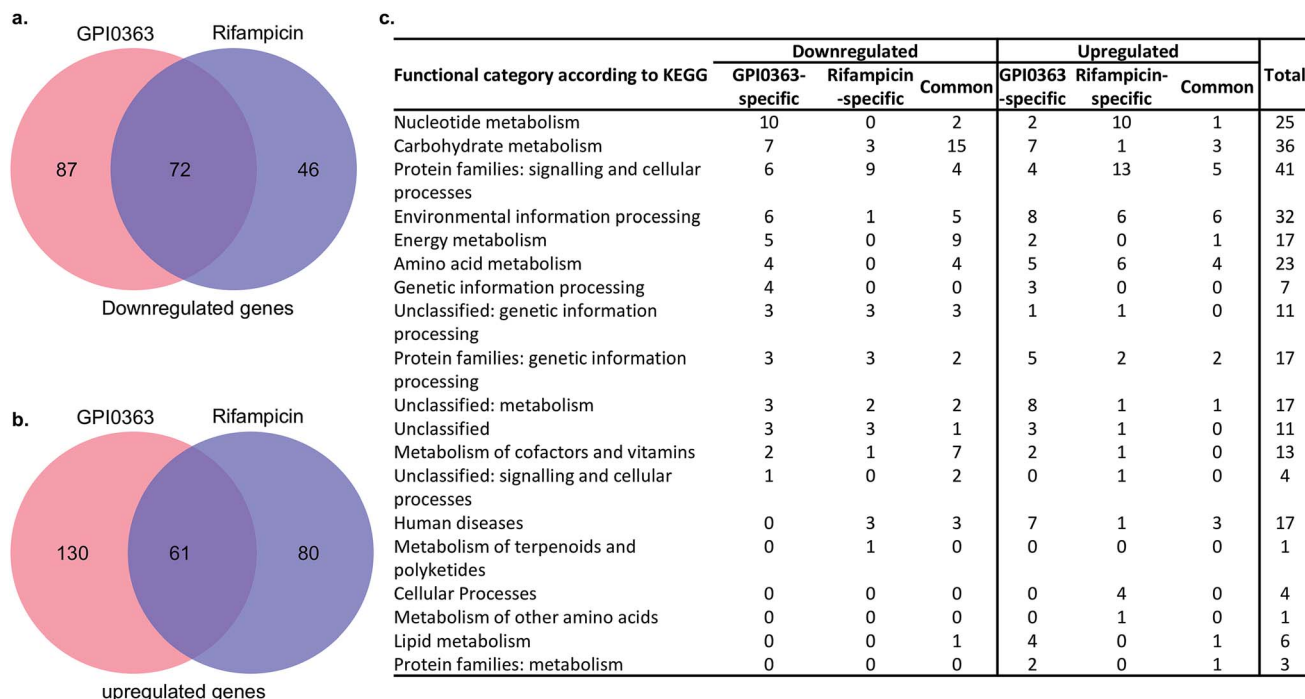 a.
GPI0363
Rifampicin
87
72
46
Downregulated genes
b.
GPI0363
Rifampicin
130
61
80
upregulated genes
c.
Downregulated Upregulated
Functional category according to KEGG GPI0363-specific Rifampicin-specific Common GPI0363-specific Rifampicin-specific Common Total
Nucleotide metabolism 10 0 2 2 10 1 25
Carbohydrate metabolism 7 3 15 7 1 3 36
Protein families: signalling and cellular 6 9 4 4 13 5 41
processes
Environmental information processing 6 1 5 8 6 6 32
Energy metabolism 5 0 9 2 0 1 17
Amino acid metabolism 4 0 4 5 6 4 23
Genetic information processing 4 0 0 3 0 0 7
Unclassified: genetic information 3 3 3 1 1 0 11
processing
Protein families: genetic information 3 3 2 5 2 2 17
processing
Unclassified: metabolism 3 2 2 8 1 1 17
Unclassified 3 3 1 3 1 0 11
Metabolism of cofactors and vitamins 2 1 7 2 1 0 13
Unclassified: signalling and cellular 1 0 2 0 1 0 4
processes
Human diseases 0 3 3 7 1 3 17
Metabolism of terpenoids and 0 1 0 0 0 0 1
polyketides
Cellular Processes 0 0 0 0 4 0 4
Metabolism of other amino acids 0 0 0 0 1 0 1
Lipid metabolism 0 0 1 4 0 1 6
Protein families: metabolism 0 0 0 2 0 1 3